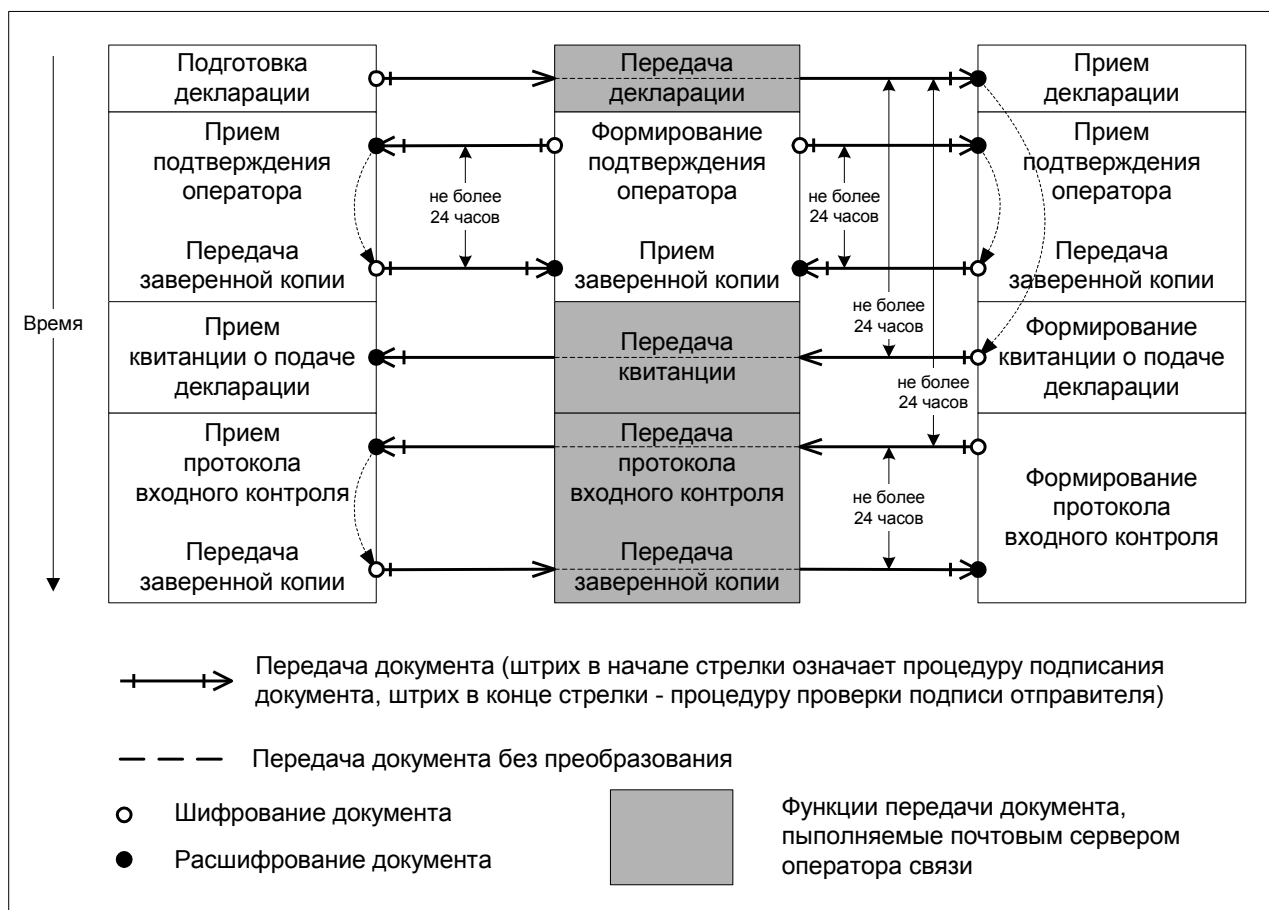 Подготовка
декларации
Передача
декларации
Прием
декларации
Прием
подтверждения
оператора
Формирование
подтверждения
оператора
Прием
подтверждения
оператора
не более
24 часов
не более
24 часов
Передача
заверенной копии
Прием
заверенной копии
Передача
заверенной копии
Время
Прием
квитанции о подаче
декларации
Передача
квитанции
не более
24 часов
Формирование
квитанции о подаче
декларации
не более
24 часов
Прием
протокола
входного контроля
Передача
протокола
входного контроля
не более
24 часов
Формирование
протокола
входного контроля
Передача
заверенной копии
Передача
заверенной копии
Передача документа (штрих в начале стрелки означает процедуру подписания
документа, штрих в конце стрелки - процедуру проверки подписи отправителя)
Передача документа без преобразования
Шифрование документа
Расшифрование документа
Функции передачи документа,
пыполняемые почтовым сервером
оператора связи